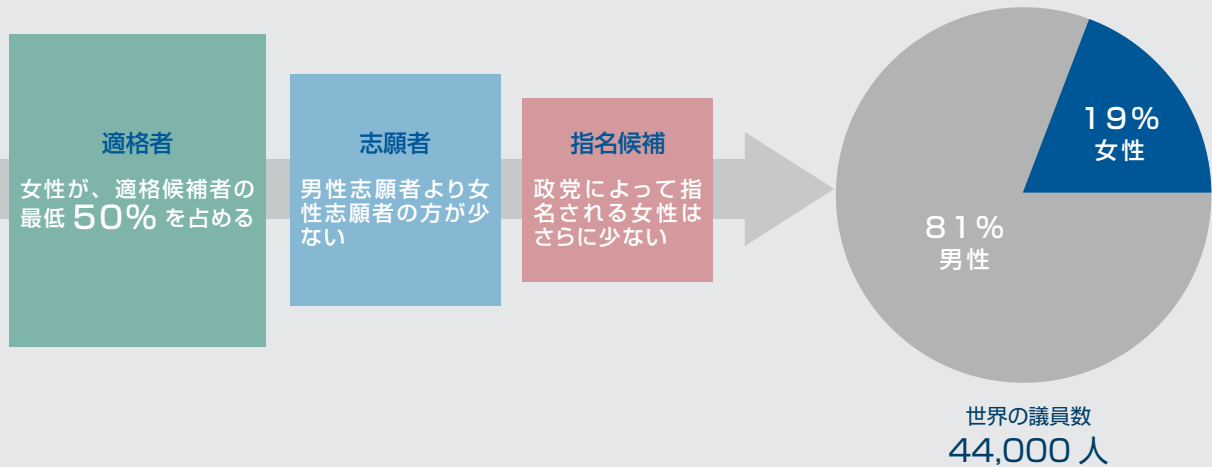 適格者
女性が、適格候補者の
最低 50% を占める
志願者
男性志願者より女
性志願者の方が少
ない
指名候補
政党によって指
名される女性は
さらに少ない
19%
女性
81%
男性
世界の議員数
44,000 人